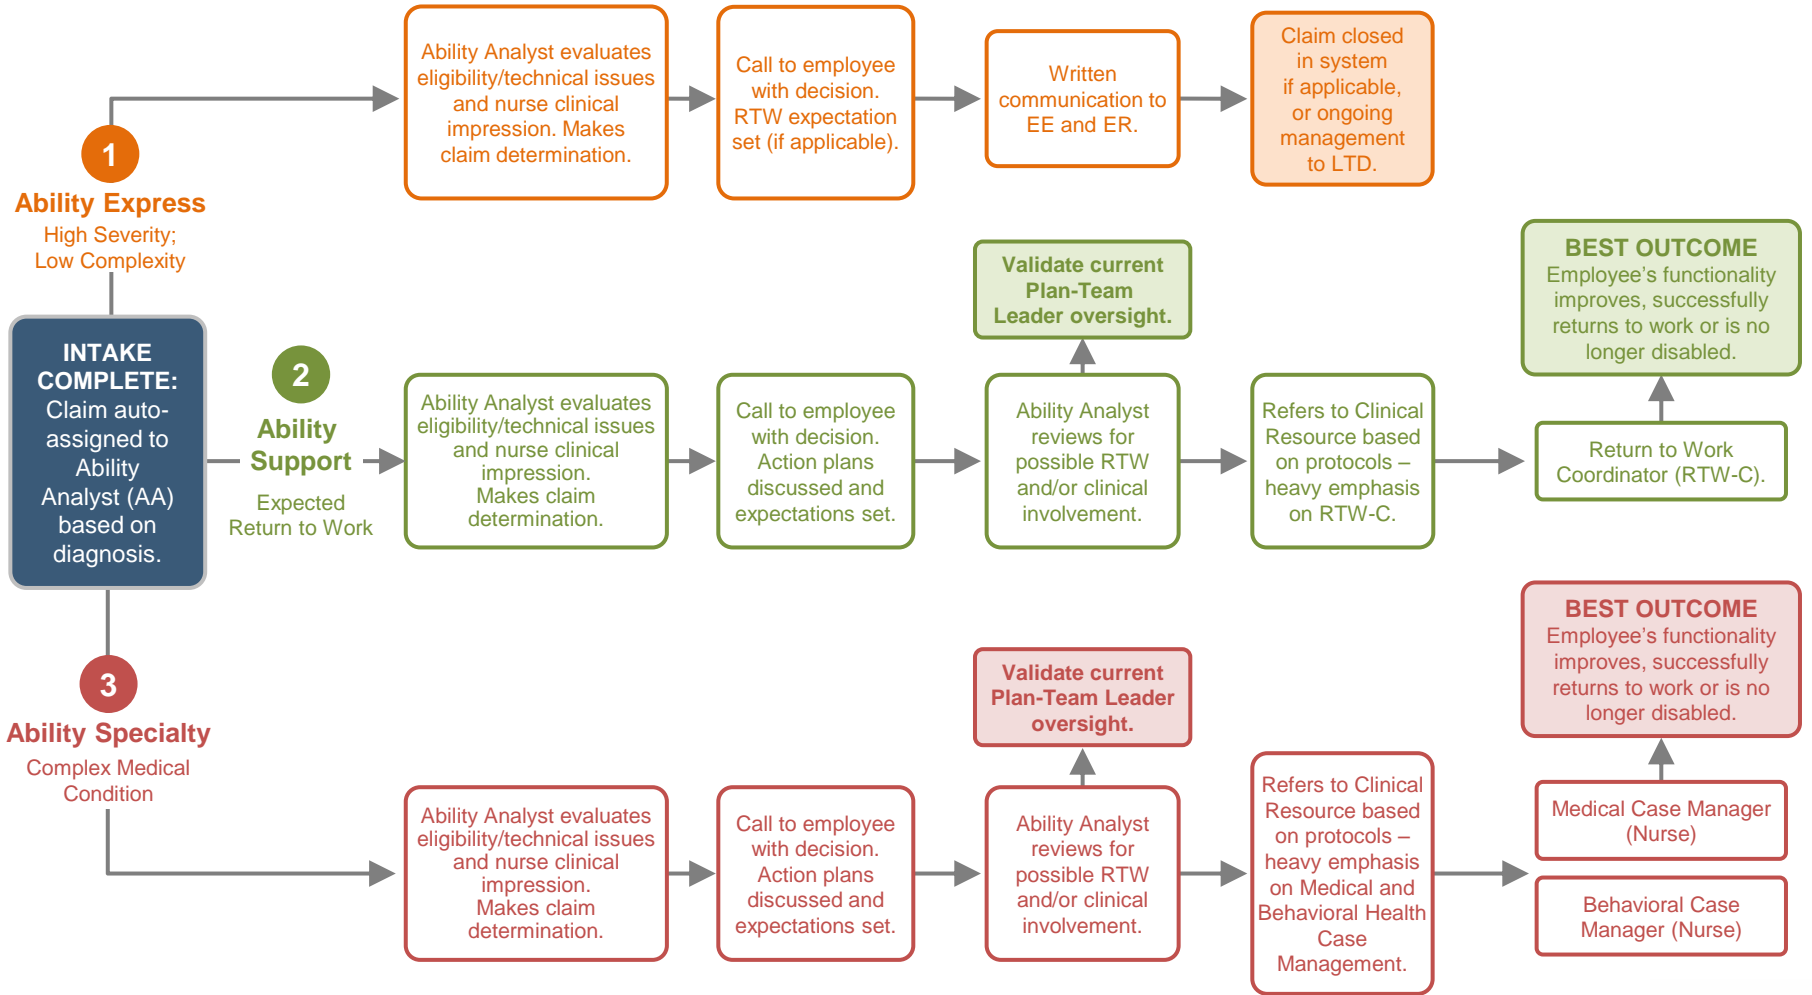 1
Ability Express
High Severity;
Low Complexity
Ability Analyst evaluates
eligibility/technical issues
and nurse clinical
impression. Makes
claim determination.
Call to employee
with decision.
RTW expectation
set (if applicable).
Written
communication to
EE and ER.
Claim closed
in system
if applicable,
or ongoing
management
to LTD.
INTAKE
COMPLETE:
Claim auto-
assigned to
Ability
Analyst (AA)
based on
diagnosis.
2
Ability
Support
Expected
Return to Work
Ability Analyst evaluates
eligibility/technical issues
and nurse clinical
impression.
Makes claim
determination.
Call to employee
with decision.
Action plans
discussed and
expectations set.
Validate current
Plan-Team
Leader oversight.
Ability Analyst
reviews for
possible RTW
and/or clinical
involvement.
Refers to Clinical
Resource based
on protocols –
heavy emphasis
on RTW-C.
BEST OUTCOME
Employee’s functionality
improves, successfully
returns to work or is no
longer disabled.
Return to Work
Coordinator (RTW-C).
3
Ability Specialty
Complex Medical
Condition
Ability Analyst evaluates
eligibility/technical issues
and nurse clinical
impression.
Makes claim
determination.
Call to employee
with decision.
Action plans
discussed and
expectations set.
Validate current
Plan-Team Leader
oversight.
Ability Analyst
reviews for
possible RTW
and/or clinical
involvement.
Refers to Clinical
Resource based
on protocols –
heavy emphasis
on Medical and
Behavioral Health
Case
Management.
BEST OUTCOME
Employee’s functionality
improves, successfully
returns to work or is no
longer disabled.
Medical Case Manager
(Nurse)
Behavioral Case
Manager (Nurse)